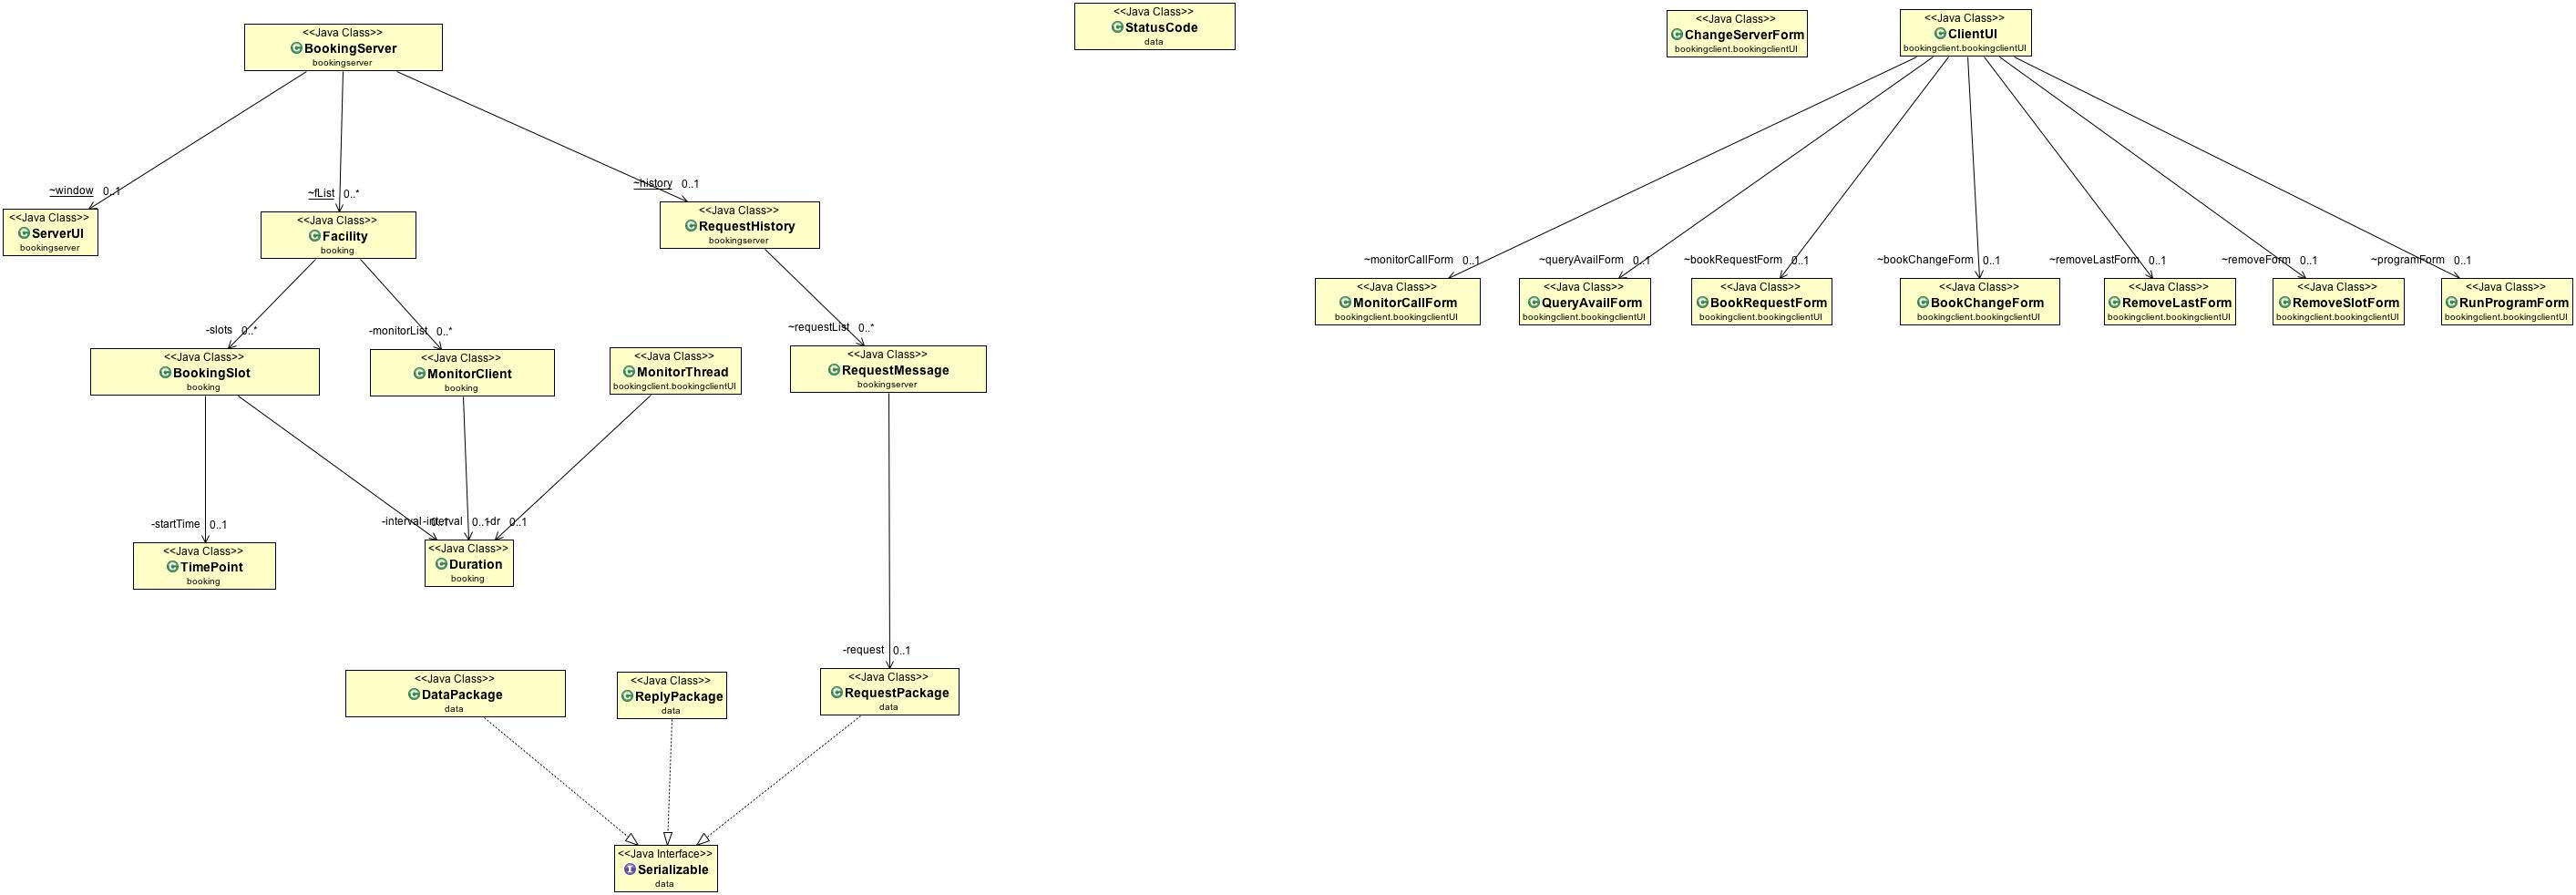 <<Java Class>>
BookingServer
bookingserver
<<Java Class>>
StatusCode
data
<<Java Class>>
ChangeServerForm
bookingclient.bookingclientUI
<<Java Class>>
ClientUI
bookingclient.bookingclientUI
~window 0..1
~fList 0..*
~history 0..1
<<Java Class>>
ServerUI
bookingserver
<<Java Class>>
Facility
booking
<<Java Class>>
RequestHistory
bookingserver
~monitorCallForm 0..1
~queryAvailForm 0..1
~bookRequestForm 0..1
~bookChangeForm 0..1
~removeLastForm 0..1
~removeForm 0..1
~programForm 0..1
<<Java Class>>
MonitorCallForm
bookingclient.bookingclientUI
<<Java Class>>
QueryAvailForm
bookingclient.bookingclientUI
<<Java Class>>
BookRequestForm
bookingclient.bookingclientUI
<<Java Class>>
BookChangeForm
bookingclient.bookingclientUI
<<Java Class>>
RemoveLastForm
bookingclient.bookingclientUI
<<Java Class>>
RemoveSlotForm
bookingclient.bookingclientUI
<<Java Class>>
RunProgramForm
bookingclient.bookingclientUI
-slots 0..*
-monitorList 0..*
~requestList 0..*
<<Java Class>>
BookingSlot
booking
<<Java Class>>
MonitorClient
booking
<<Java Class>>
MonitorThread
bookingclient.bookingclientUI
<<Java Class>>
RequestMessage
bookingserver
-startTime 0..1
-interval 0..1
-interval 0..1
-dr 0..1
<<Java Class>>
TimePoint
booking
<<Java Class>>
Duration
booking
-request 0..1
<<Java Class>>
DataPackage
data
<<Java Class>>
ReplyPackage
data
<<Java Class>>
RequestPackage
data
<<Java Interface>>
Serializable
data